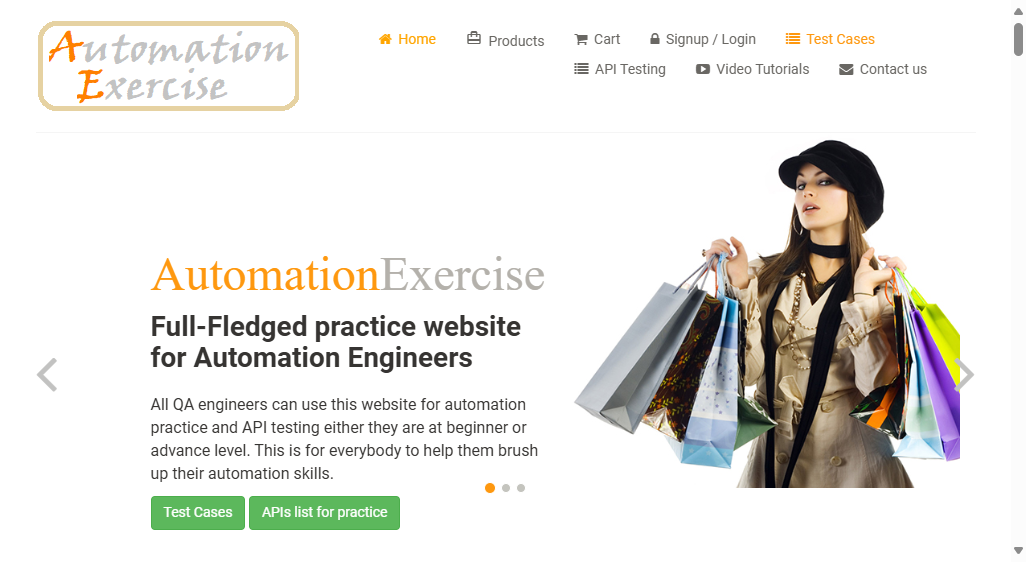 Automation
Exercise
Home Products Cart Signup / Login Test Cases
API Testing Video Tutorials Contact us
AutomationExercise
Full-Fledged practice website
for Automation Engineers
All QA engineers can use this website for automation
practice and API testing either they are at beginner or
advance level. This is for everybody to help them brush
up their automation skills.
Test Cases APIs list for practice